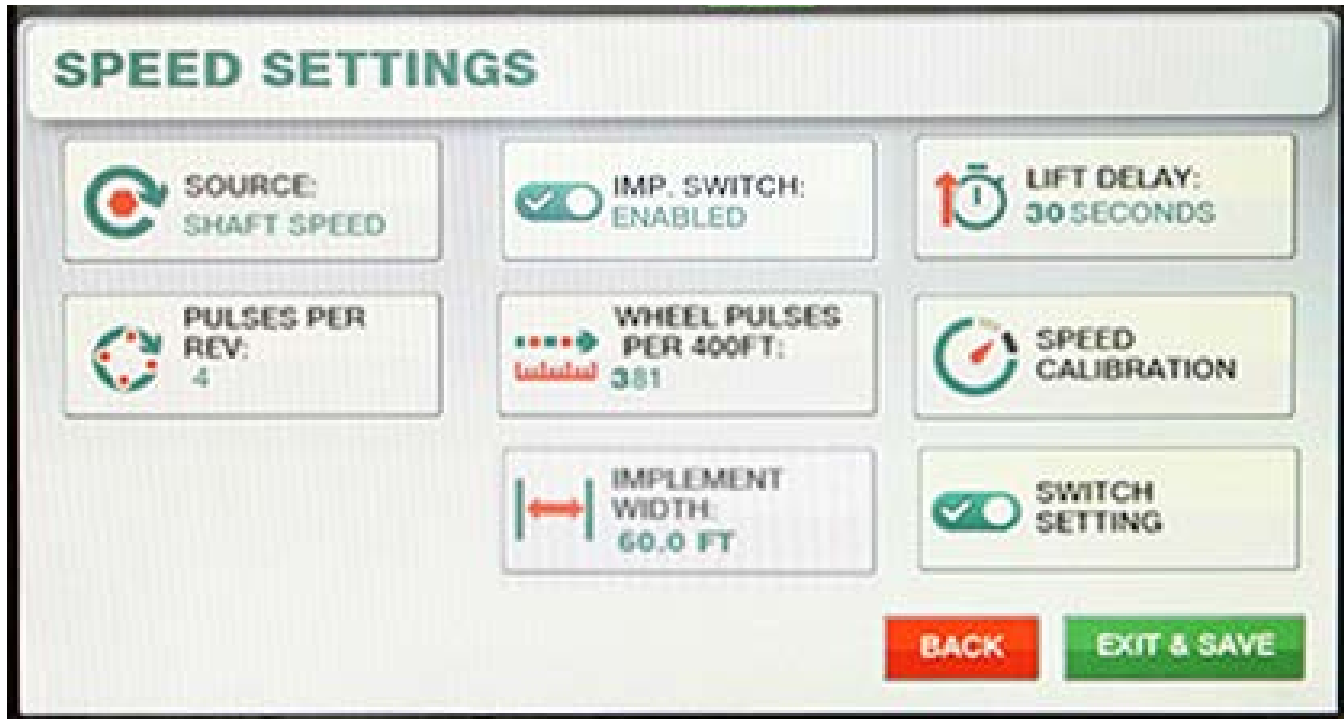 SPEED SETTINGS
SOURCE:
SHAFT SPEED
IMP. SWITCH:
ENABLED
LIFT DELAY:
30 SECONDS
PULSES PER
REV:
4
WHEEL PULSES
PER 400FT:
381
SPEED
CALIBRATION
IMPLEMENT
WIDTH:
60.0 FT
SWITCH
SETTING
BACK
EXIT & SAVE